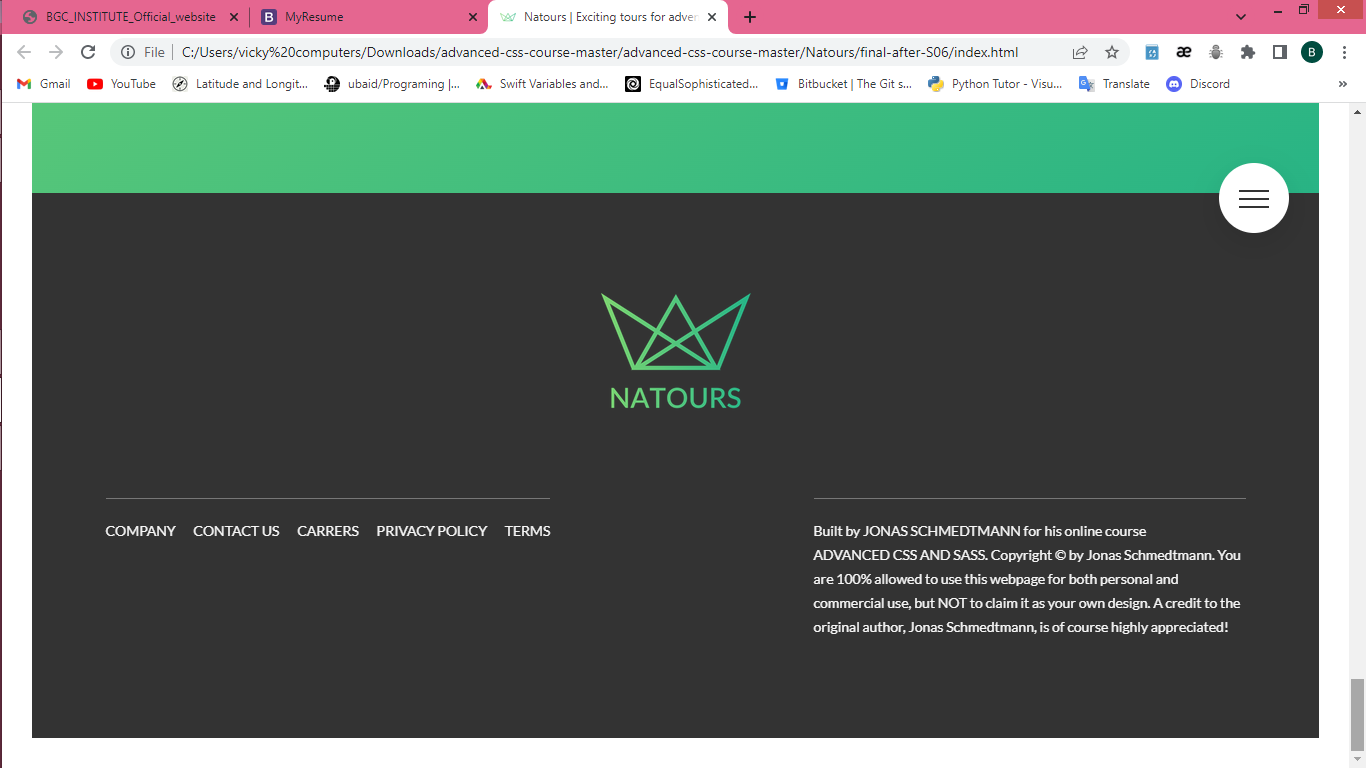 BGC_INSTITUTE_Official_website
MyResume
Natours | Exciting tours for adver
File
C:/Users/vicky%20computers/Downloads/advanced-css-course-master/advanced-css-course-master/Natours/final-after-S06/index.html
B
Gmail
YouTube
Latitude and Longit...
ubaid/Programing |...
Swift Variables and...
EqualSophisticated...
Bitbucket | The Git s...
Python Tutor - Visu...
Translate
Discord
NATOURS
COMPANY CONTACT US CARRERS PRIVACY POLICY TERMS
Built by JONAS SCHMEDTMANN for his online course
ADVANCED CSS AND SASS. Copyright © by Jonas Schmedtmann. You
are 100% allowed to use this webpage for both personal and
commercial use, but NOT to claim it as your own design. A credit to the
original author, Jonas Schmedtmann, is of course highly appreciated!